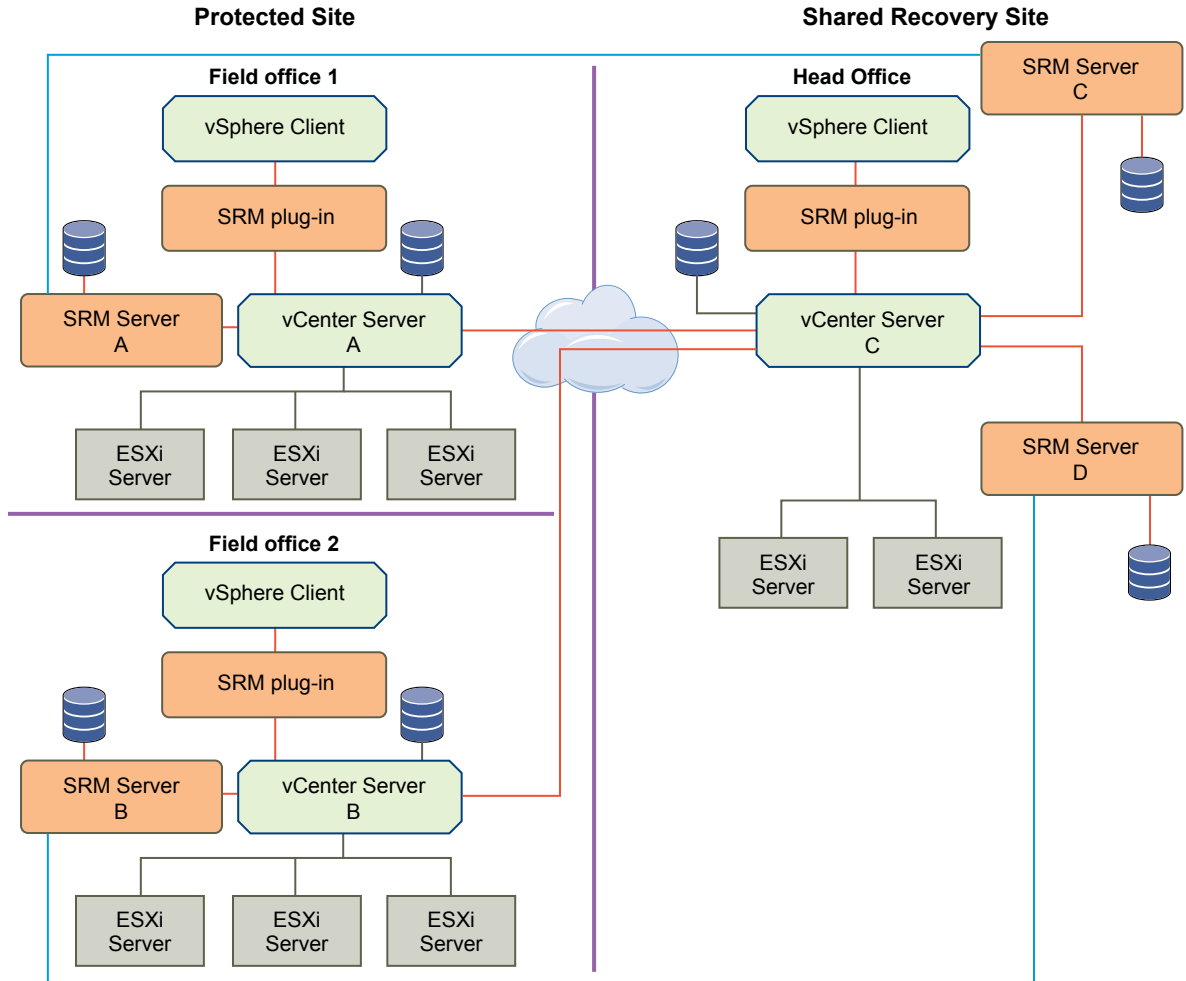 Protected Site
Shared Recovery Site
Field office 1
vSphere Client
SRM plug-in
SRM Server
A
vCenter Server
A
ESXi
Server
ESXi
Server
ESXi
Server
Field office 2
vSphere Client
SRM plug-in
SRM Server
B
vCenter Server
B
ESXi
Server
ESXi
Server
ESXi
Server
Head Office
vSphere Client
SRM plug-in
vCenter Server
C
SRM Server
C
SRM Server
D
ESXi
Server
ESXi
Server